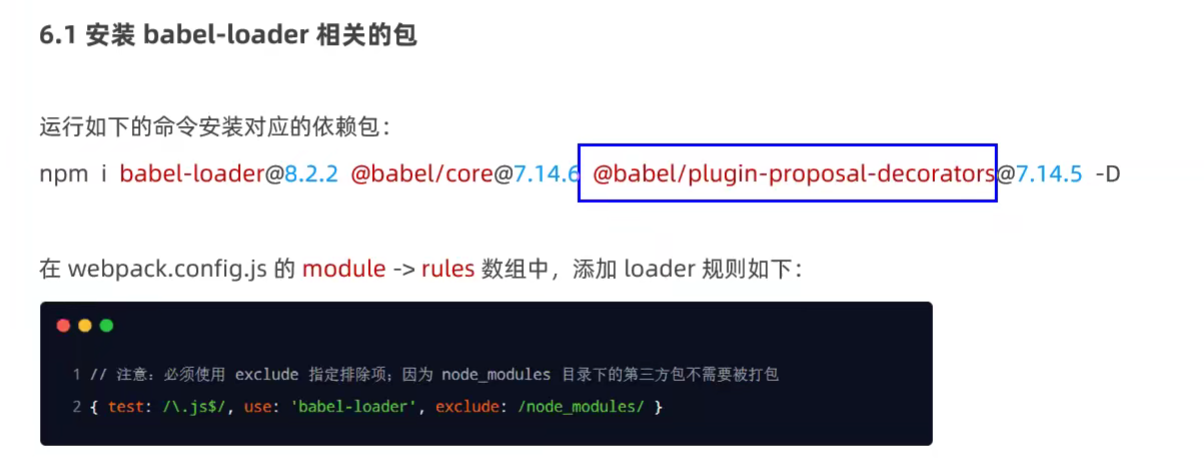 6.1 安装 babel-loader 相关的包
运行如下的命令安装对应的依赖包：
npm i babel-loader@8.2.2 @babel/core@7.14.6 @babel/plugin-proposal-decorators@7.14.5 -D
在 webpack.config.js 的 module -> rules 数组中，添加 loader 规则如下：
1 // 注意：必须使用 exclude 指定排除项；因为 node_modules 目录下的第三方包不需要被打包
2 { test: /\.js$/, use: 'babel-loader', exclude: /node_modules/ }